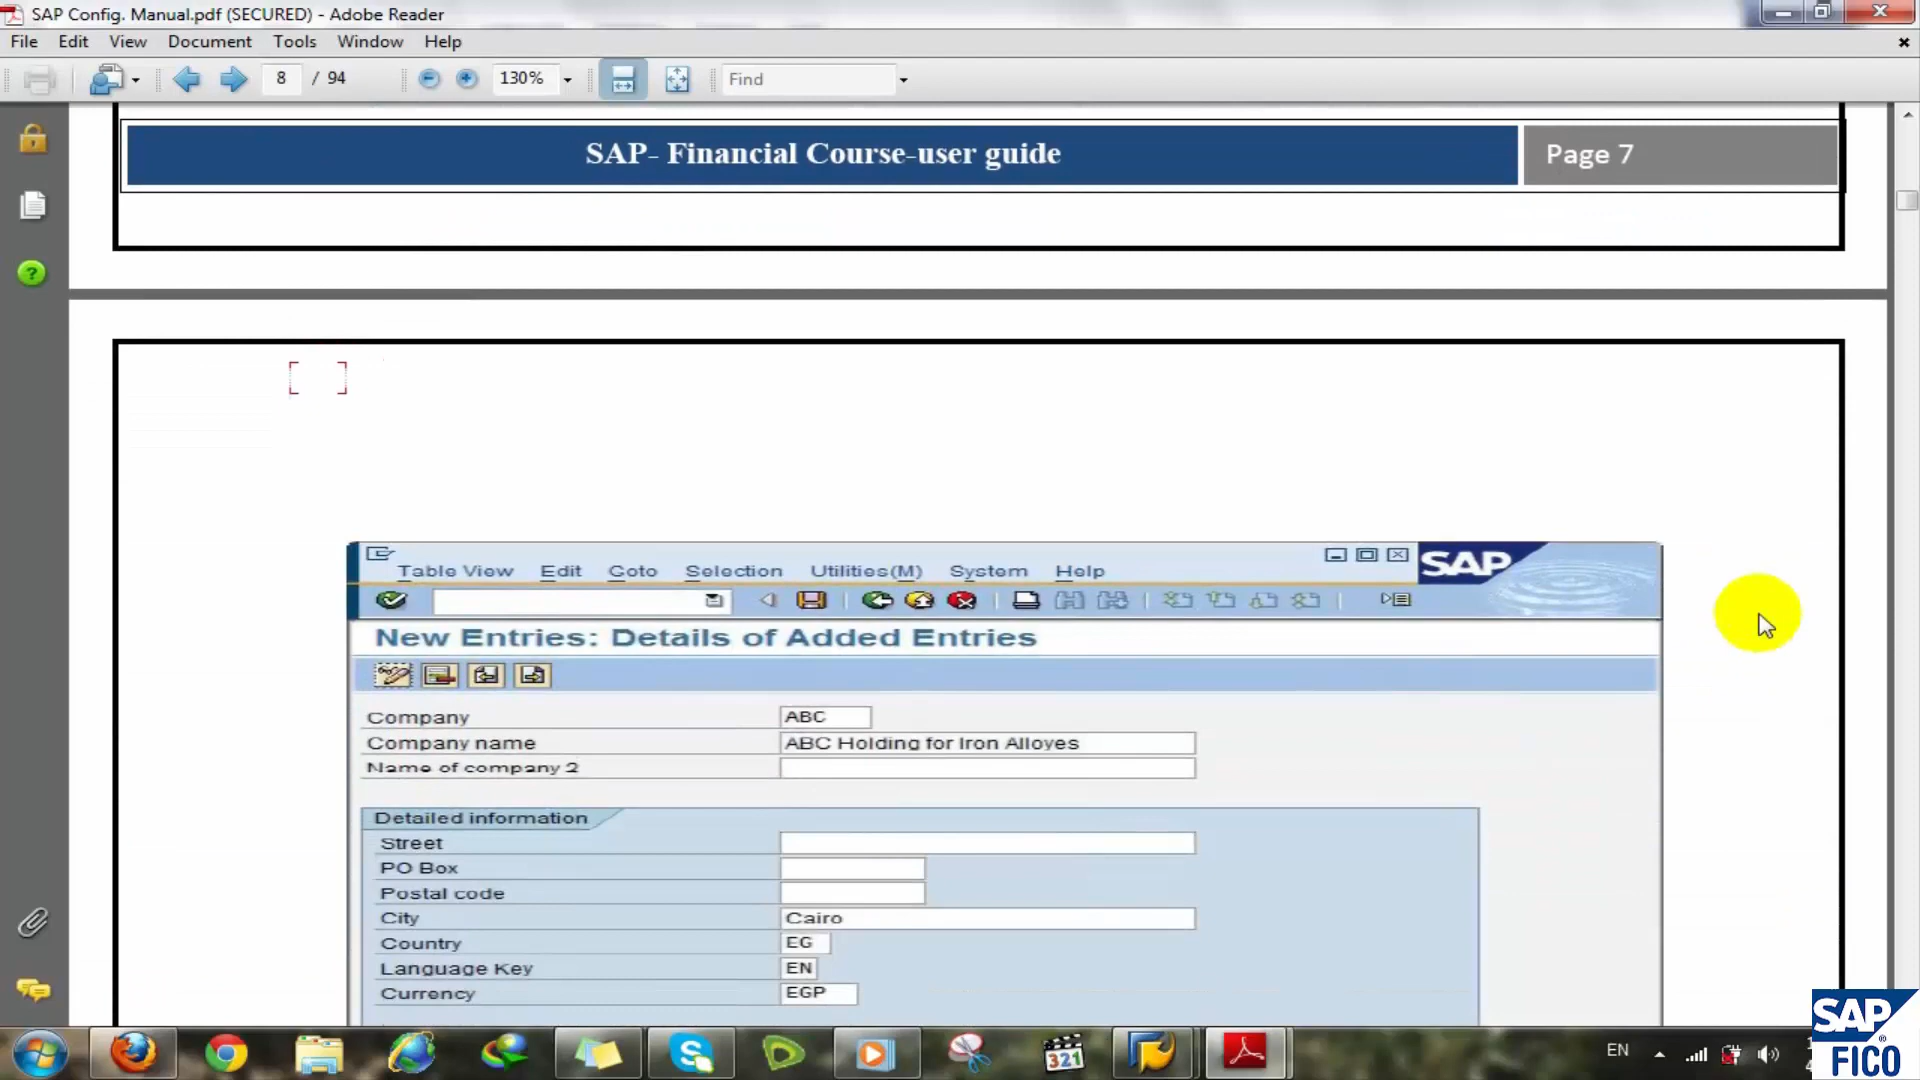 SAP Config. Manual.pdf (SECURED) - Adobe Reader
File Edit View Document Tools Window Help
8 / 94 130% Find
SAP- Financial Course-user guide Page 7
Table View Edit Goto Selection Utilities(M) System Help
SAP
New Entries: Details of Added Entries
Company ABC
Company name ABC Holding for Iron Alloyes
Name of company 2
Detailed information
Street
PO Box
Postal code
City Cairo
Country EG
Language Key EN
Currency EGP
321
EN
SAP
FICO